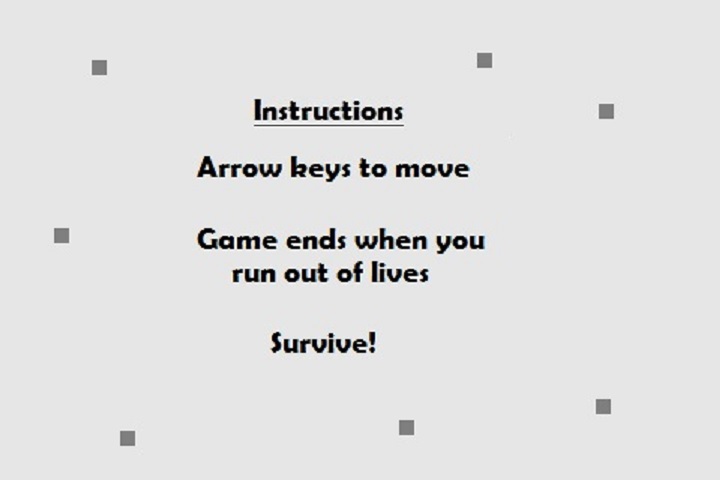 Instructions
Arrow keys to move
Game ends when you
run out of lives
Survive!